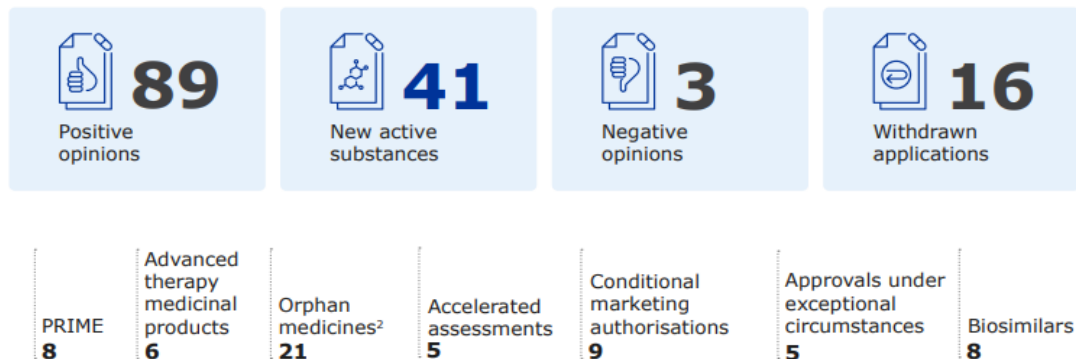 89
Positive
opinions
41
New active
substances
3
Negative
opinions
16
Withdrawn
applications
PRIME
8
Advanced
therapy
medicinal
products
6
Orphan
medicines²
21
Accelerated
assessments
5
Conditional
marketing
authorisations
9
Approvals under
exceptional
circumstances
5
Biosimilars
8